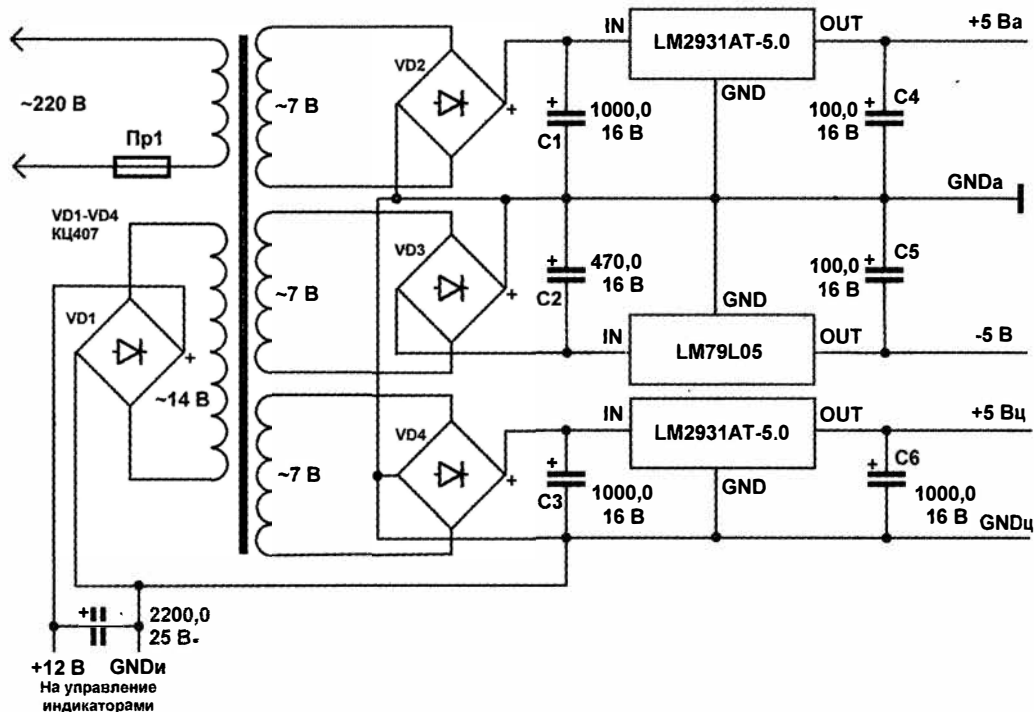 IN
LM2931AT-5.0
OUT
+5 Ва
VD2
~220 В
~7 В
+
+
1000,0
16 В
C1
GND
100,0
+
16 В
C4
Пр1
GNDа
VD1-VD4
КЦ407
VD3
~7 В
+
+
470,0
16 В
C2
GND
100,0
+
16 В
C5
VD1
+
IN
LM79L05
OUT
-5 В
~14 В
IN
LM2931AT-5.0
OUT
+5 Вц
VD4
~7 В
+
+
C3
1000,0
16 В
GND
+
C6
1000,0
16 В
GNDц
+
2200,0
25 В
+12 В
GNDи
На управление
индикаторами